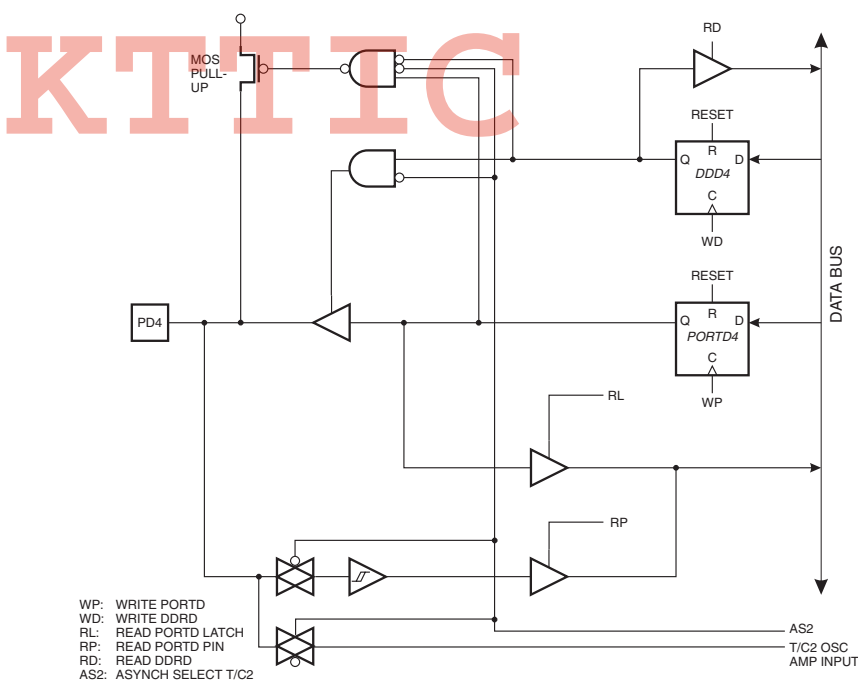 KTTIC
RD
MOS
PULL-
UP
RESET
R
Q
D
DDD4
C
WD
DATA BUS
RESET
R
Q
D
PORTD4
C
WP
PD4
RL
RP
WP: WRITE PORTD
WD: WRITE DDRD
RL: READ PORTD LATCH
RP: READ PORTD PIN
RD: READ DDRD
AS2: ASYNCH SELECT T/C2
AS2
T/C2 OSC
AMP INPUT